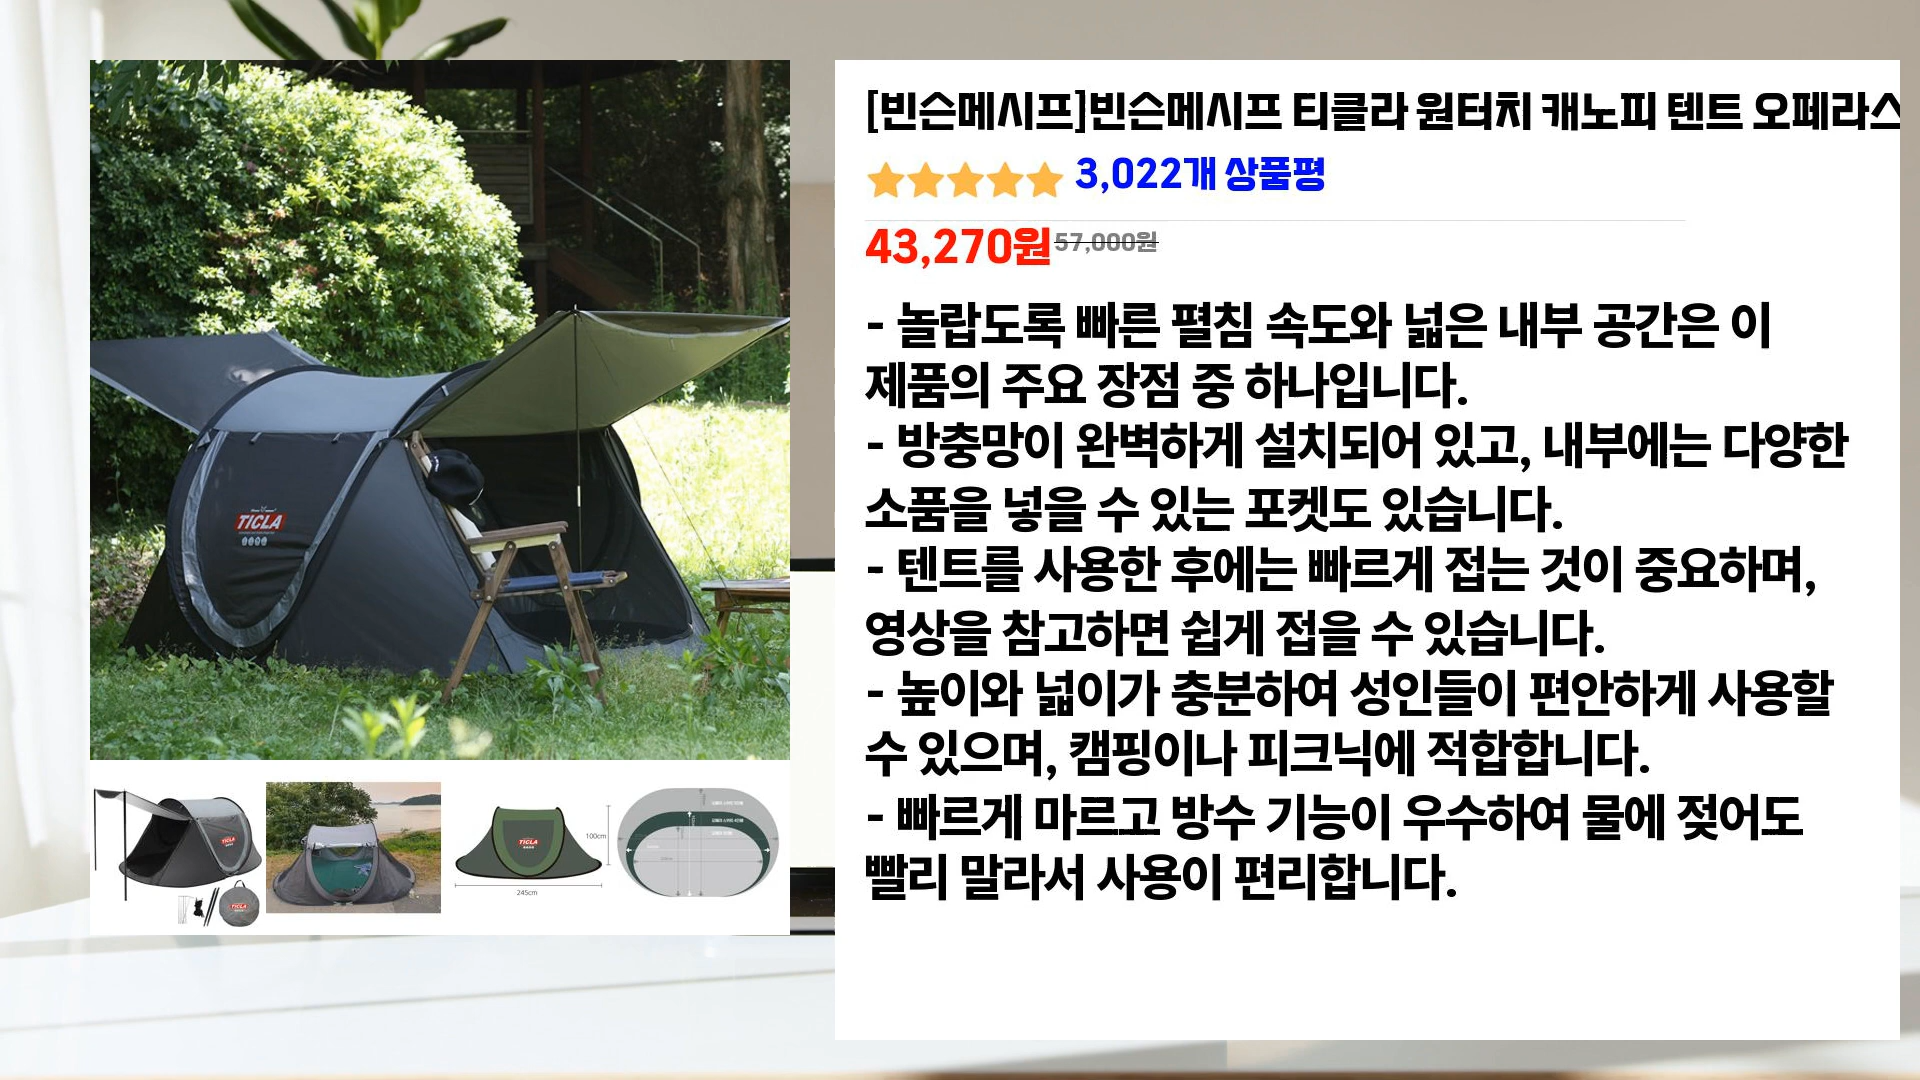 [빈슨메시프]빈슨메시프 티클라 원터치 캐노피 텐트 오페라스
3,022개 상품평
43,270원 57,000원
- 놀랍도록 빠른 펼침 속도와 넓은 내부 공간은 이
제품의 주요 장점 중 하나입니다.
- 방충망이 완벽하게 설치되어 있고, 내부에는 다양한
소품을 넣을 수 있는 포켓도 있습니다.
- 텐트를 사용한 후에는 빠르게 접는 것이 중요하며,
영상을 참고하면 쉽게 접을 수 있습니다.
- 높이와 넓이가 충분하여 성인들이 편안하게 사용할
수 있으며, 캠핑이나 피크닉에 적합합니다.
- 빠르게 마르고 방수 기능이 우수하여 물에 젖어도
빨리 말라서 사용이 편리합니다.
TICLA
TICLA
TICLA
TICLA
100cm
245cm